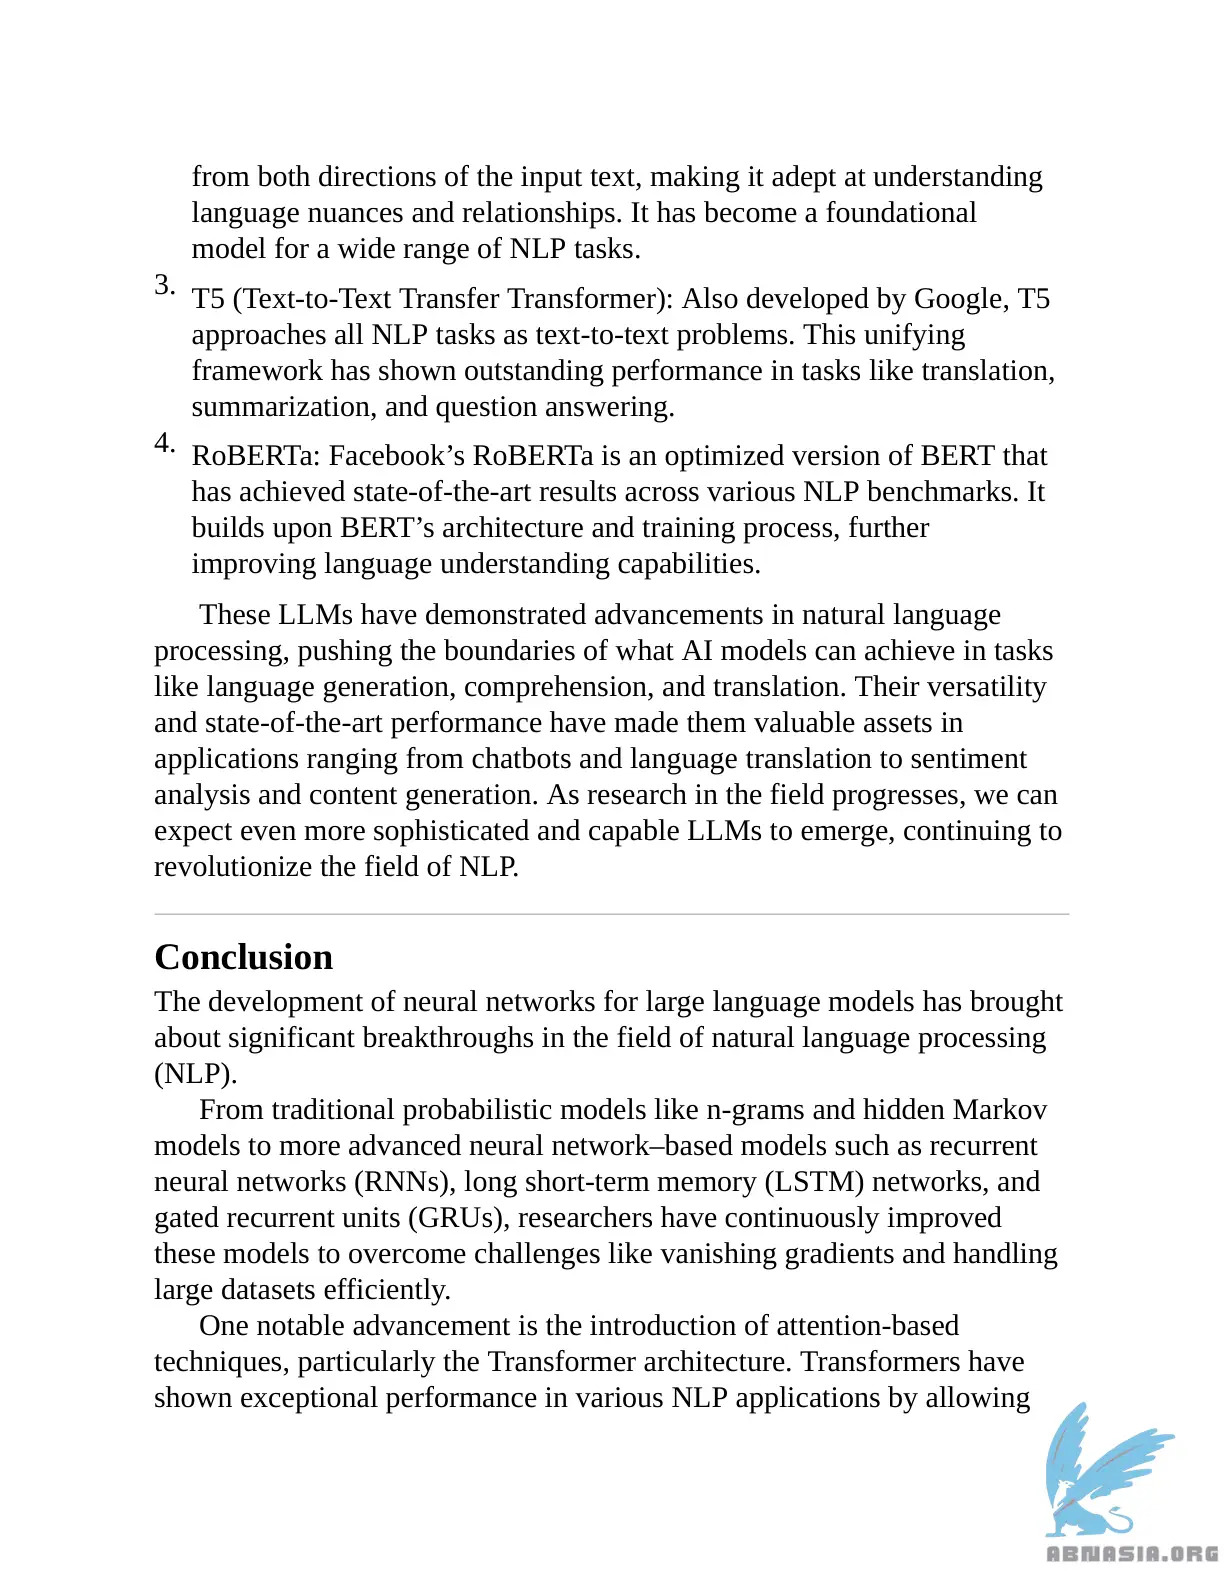 from both directions of the input text, making it adept at understanding
language nuances and relationships. It has become a foundational
model for a wide range of NLP tasks.
3. T5 (Text-to-Text Transfer Transformer): Also developed by Google, T5
approaches all NLP tasks as text-to-text problems. This unifying
framework has shown outstanding performance in tasks like translation,
summarization, and question answering.
4. RoBERTa: Facebook’s RoBERTa is an optimized version of BERT that
has achieved state-of-the-art results across various NLP benchmarks. It
builds upon BERT’s architecture and training process, further
improving language understanding capabilities.
These LLMs have demonstrated advancements in natural language
processing, pushing the boundaries of what AI models can achieve in tasks
like language generation, comprehension, and translation. Their versatility
and state-of-the-art performance have made them valuable assets in
applications ranging from chatbots and language translation to sentiment
analysis and content generation. As research in the field progresses, we can
expect even more sophisticated and capable LLMs to emerge, continuing to
revolutionize the field of NLP.
Conclusion
The development of neural networks for large language models has brought
about significant breakthroughs in the field of natural language processing
(NLP).
From traditional probabilistic models like n-grams and hidden Markov
models to more advanced neural network–based models such as recurrent
neural networks (RNNs), long short-term memory (LSTM) networks, and
gated recurrent units (GRUs), researchers have continuously improved
these models to overcome challenges like vanishing gradients and handling
large datasets efficiently.
One notable advancement is the introduction of attention-based
techniques, particularly the Transformer architecture. Transformers have
shown exceptional performance in various NLP applications by allowing
ABNASIA.ORG